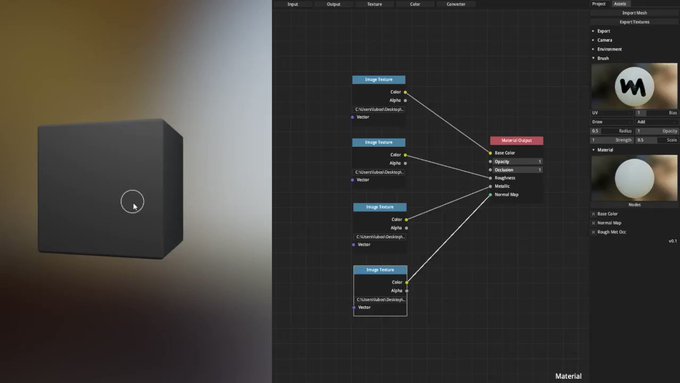 Input Output Texture Color Converter
Image Texture
Color
Alpha
C:\Users\lubos\Desktop\..
Vector
Image Texture
Color
Alpha
C:\Users\lubos\Desktop\..
Vector
Image Texture
Color
Alpha
C:\Users\lubos\Desktop\..
Vector
Image Texture
Color
Alpha
C:\Users\lubos\Desktop\..
Vector
Material Output
Base Color
Opacity 1
Occlusion 1
Roughness
Metallic
Normal Map
Material
Project Assets
Import Mesh
Export Textures
Export
Camera
Environment
Brush
UV 1 Bias
Draw Add
0.5 Radius 1 Opacity
1 Strength 0.5 Scale
Material
Nodes
Base Color
Normal Map
Rough Met Occ
v0.1